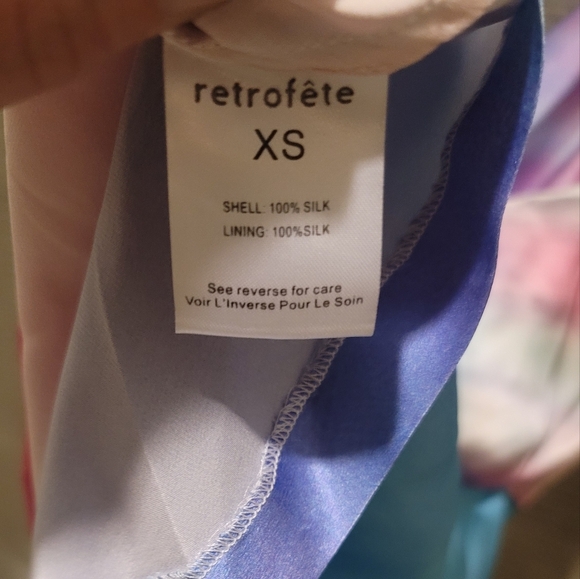 retrofête
XS
SHELL: 100% SILK
LINING: 100%SILK
See reverse for care
Voir L'Inverse Pour Le Soin